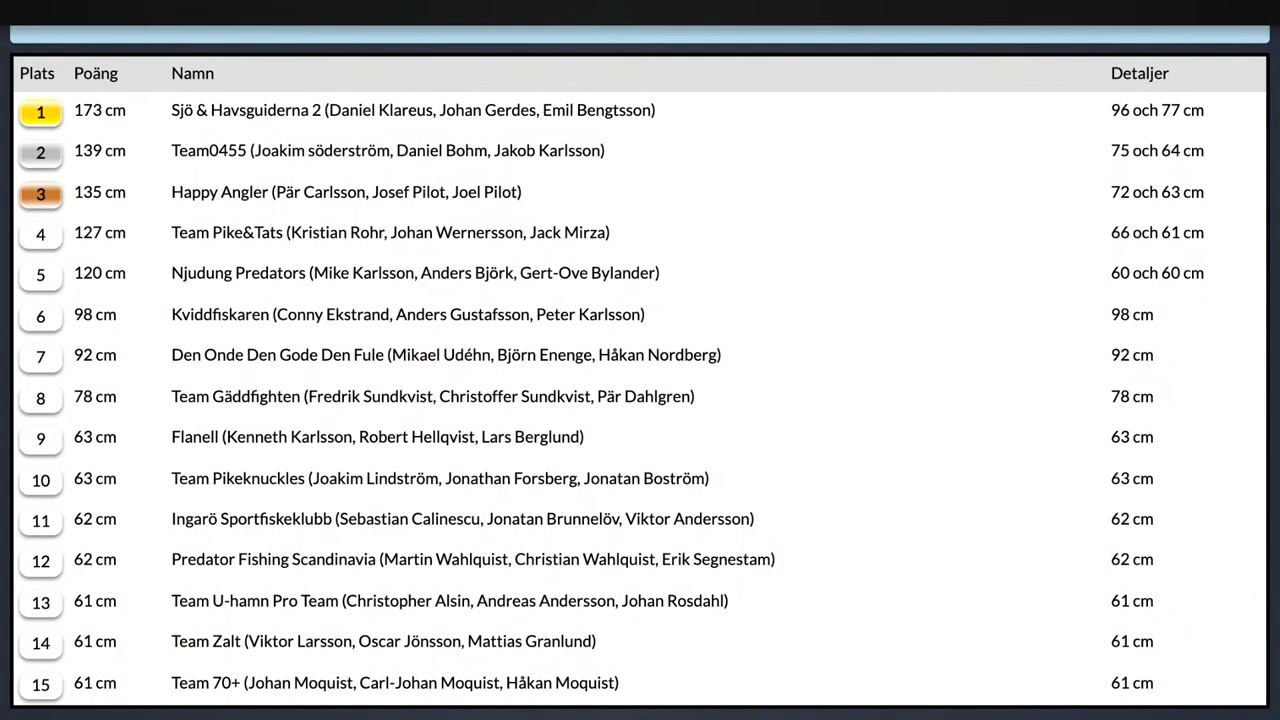 Plats Poäng Namn Detaljer
1 173 cm Sjö & Havsguiderna 2 (Daniel Klareus, Johan Gerdes, Emil Bengtsson) 96 och 77 cm
2 139 cm Team0455 (Joakim söderström, Daniel Bohm, Jakob Karlsson) 75 och 64 cm
3 135 cm Happy Angler (Pär Carlsson, Josef Pilot, Joel Pilot) 72 och 63 cm
4 127 cm Team Pike&Tats (Kristian Rohr, Johan Wernersson, Jack Mirza) 66 och 61 cm
5 120 cm Njudung Predators (Mike Karlsson, Anders Björk, Gert-Ove Bylander) 60 och 60 cm
6 98 cm Kviddfiskaren (Conny Ekstrand, Anders Gustafsson, Peter Karlsson) 98 cm
7 92 cm Den Onde Den Gode Den Fule (Mikael Udéhn, Björn Enenge, Håkan Nordberg) 92 cm
8 78 cm Team Gäddfighten (Fredrik Sundkvist, Christoffer Sundkvist, Pär Dahlgren) 78 cm
9 63 cm Flanell (Kenneth Karlsson, Robert Hellqvist, Lars Berglund) 63 cm
10 63 cm Team Pikeknuckles (Joakim Lindström, Jonathan Forsberg, Jonatan Boström) 63 cm
11 62 cm Ingarö Sportfiskeklubb (Sebastian Calinescu, Jonatan Brunnelöv, Viktor Andersson) 62 cm
12 62 cm Predator Fishing Scandinavia (Martin Wahlquist, Christian Wahlquist, Erik Segnestam) 62 cm
13 61 cm Team U-hamn Pro Team (Christopher Alsin, Andreas Andersson, Johan Rosdahl) 61 cm
14 61 cm Team Zalt (Viktor Larsson, Oscar Jönsson, Mattias Granlund) 61 cm
15 61 cm Team 70+ (Johan Moquist, Carl-Johan Moquist, Håkan Moquist) 61 cm